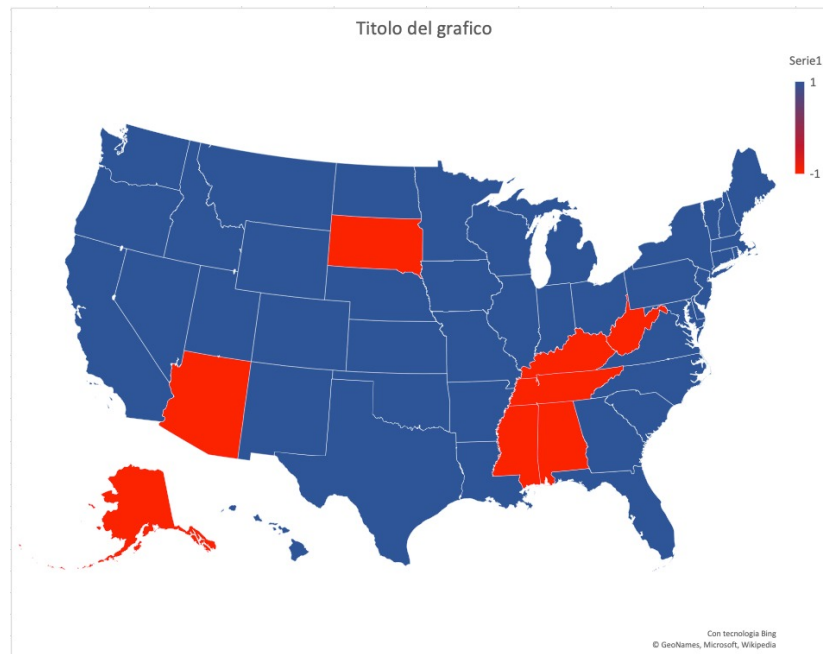 Titolo del grafico
Serie1
1
-1
Con tecnologia Bing
© GeoNames, Microsoft, Wikipedia